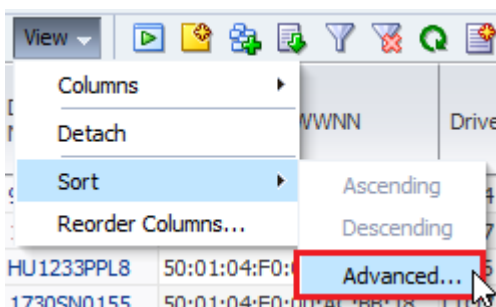 View
Columns
Detach
WWNN
Drive
Sort
Ascending
Reorder Columns...
Descending
Advanced...
HU1233PPL8
50:01:04:F0:
1730SN0155